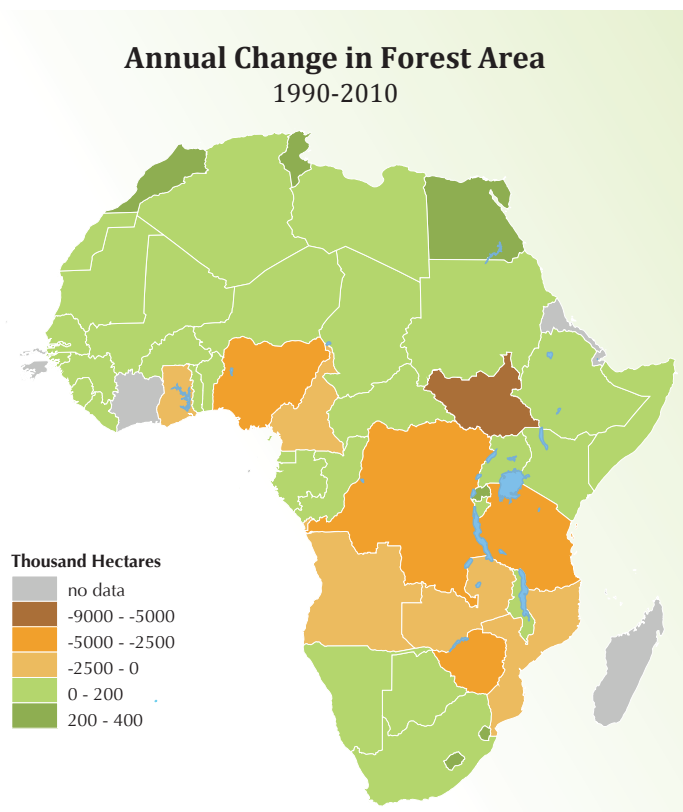 Annual Change in Forest Area
1990-2010
Thousand Hectares
no data
-9000 - -5000
-5000 - -2500
-2500 - 0
0 - 200
200 - 400